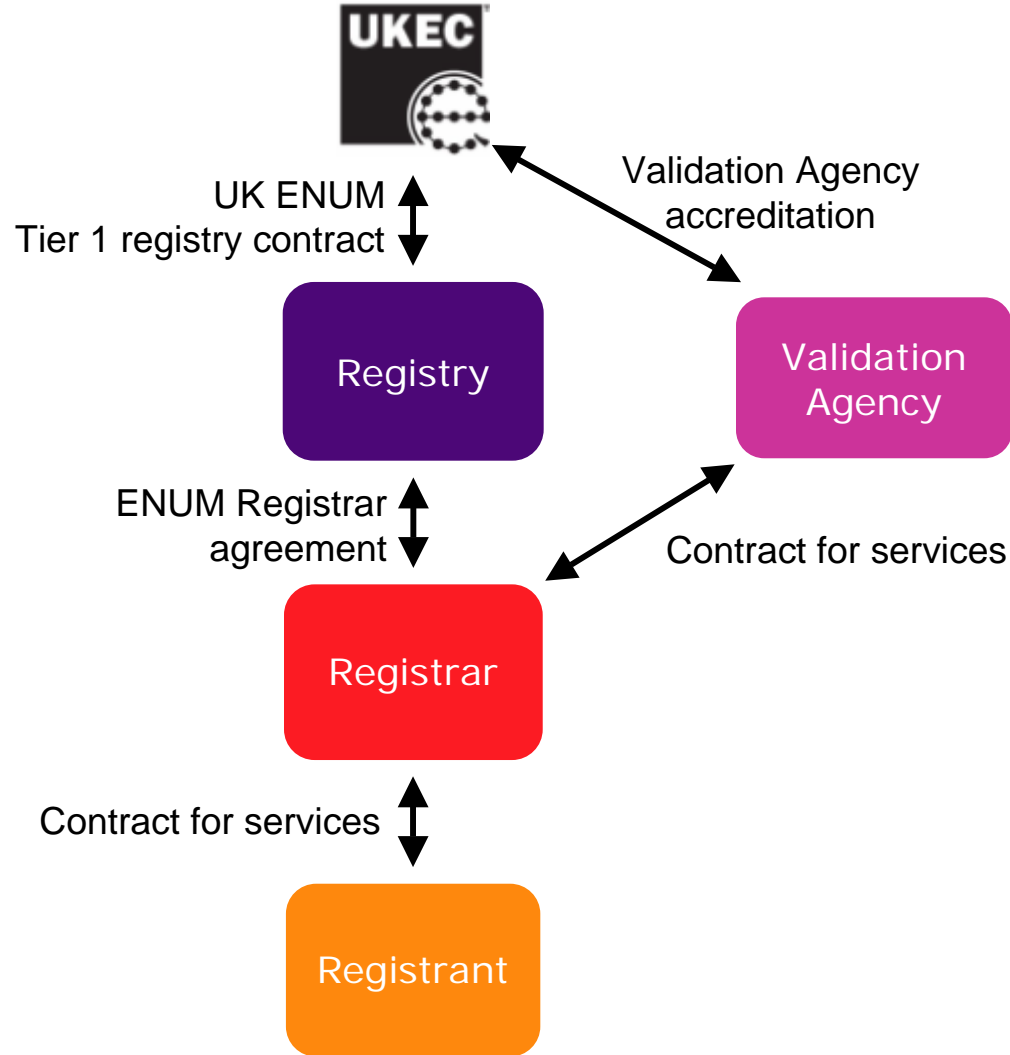 UKEC
UK ENUM
Tier 1 registry contract
Validation Agency
accreditation
Registry
Validation
Agency
ENUM Registrar
agreement
Contract for services
Registrar
Contract for services
Registrant